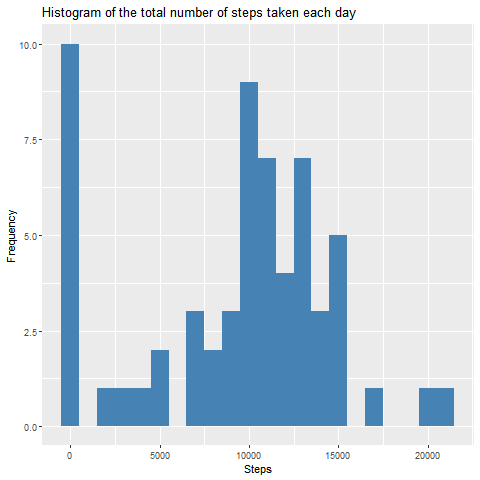 Histogram of the total number of steps taken each day
10.0
7.5
5.0
2.5
0.0
Frequency
0 5000 10000 15000 20000
Steps